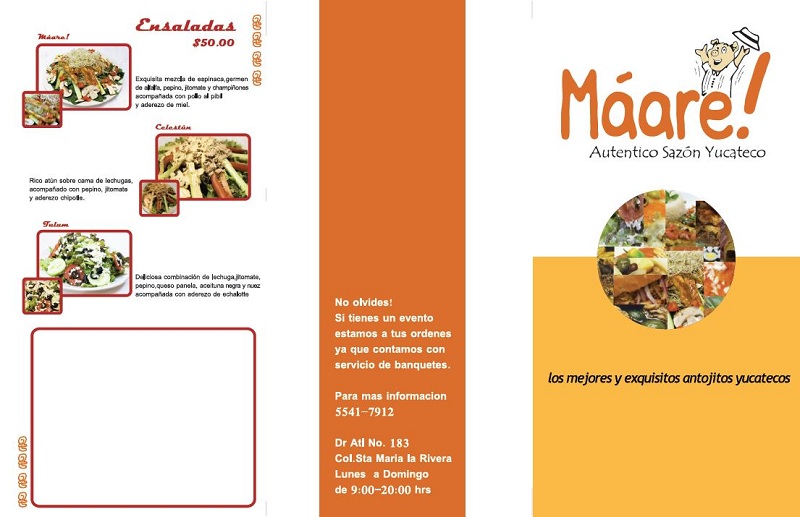 Ensaladas
$50.00
Máare!
Exquisita mezcla de espinaca,germen
de alfalfa, pepino, jitomate y champiñones
acompañada con pollo al pibil
y aderezo de miel.
Celestún
Rico atún sobre cama de lechugas,
acompañado con pepino, jitomate
y aderezo chipotle.
Tulum
Deliciosa combinación de lechuga,jitomate,
pepino,queso panela, aceituna negra y nuez
acompañada con aderezo de echalotte
No olvides!
Si tienes un evento
estamos a tus ordenes
ya que contamos con
servicio de banquetes.
Para mas informacion
5541-7912
Dr Atl No. 183
Col.Sta Maria la Rivera
Lunes a Domingo
de 9:00-20:00 hrs
Máare!
Autentico Sazón Yucateco
los mejores y exquisitos antojitos yucatecos